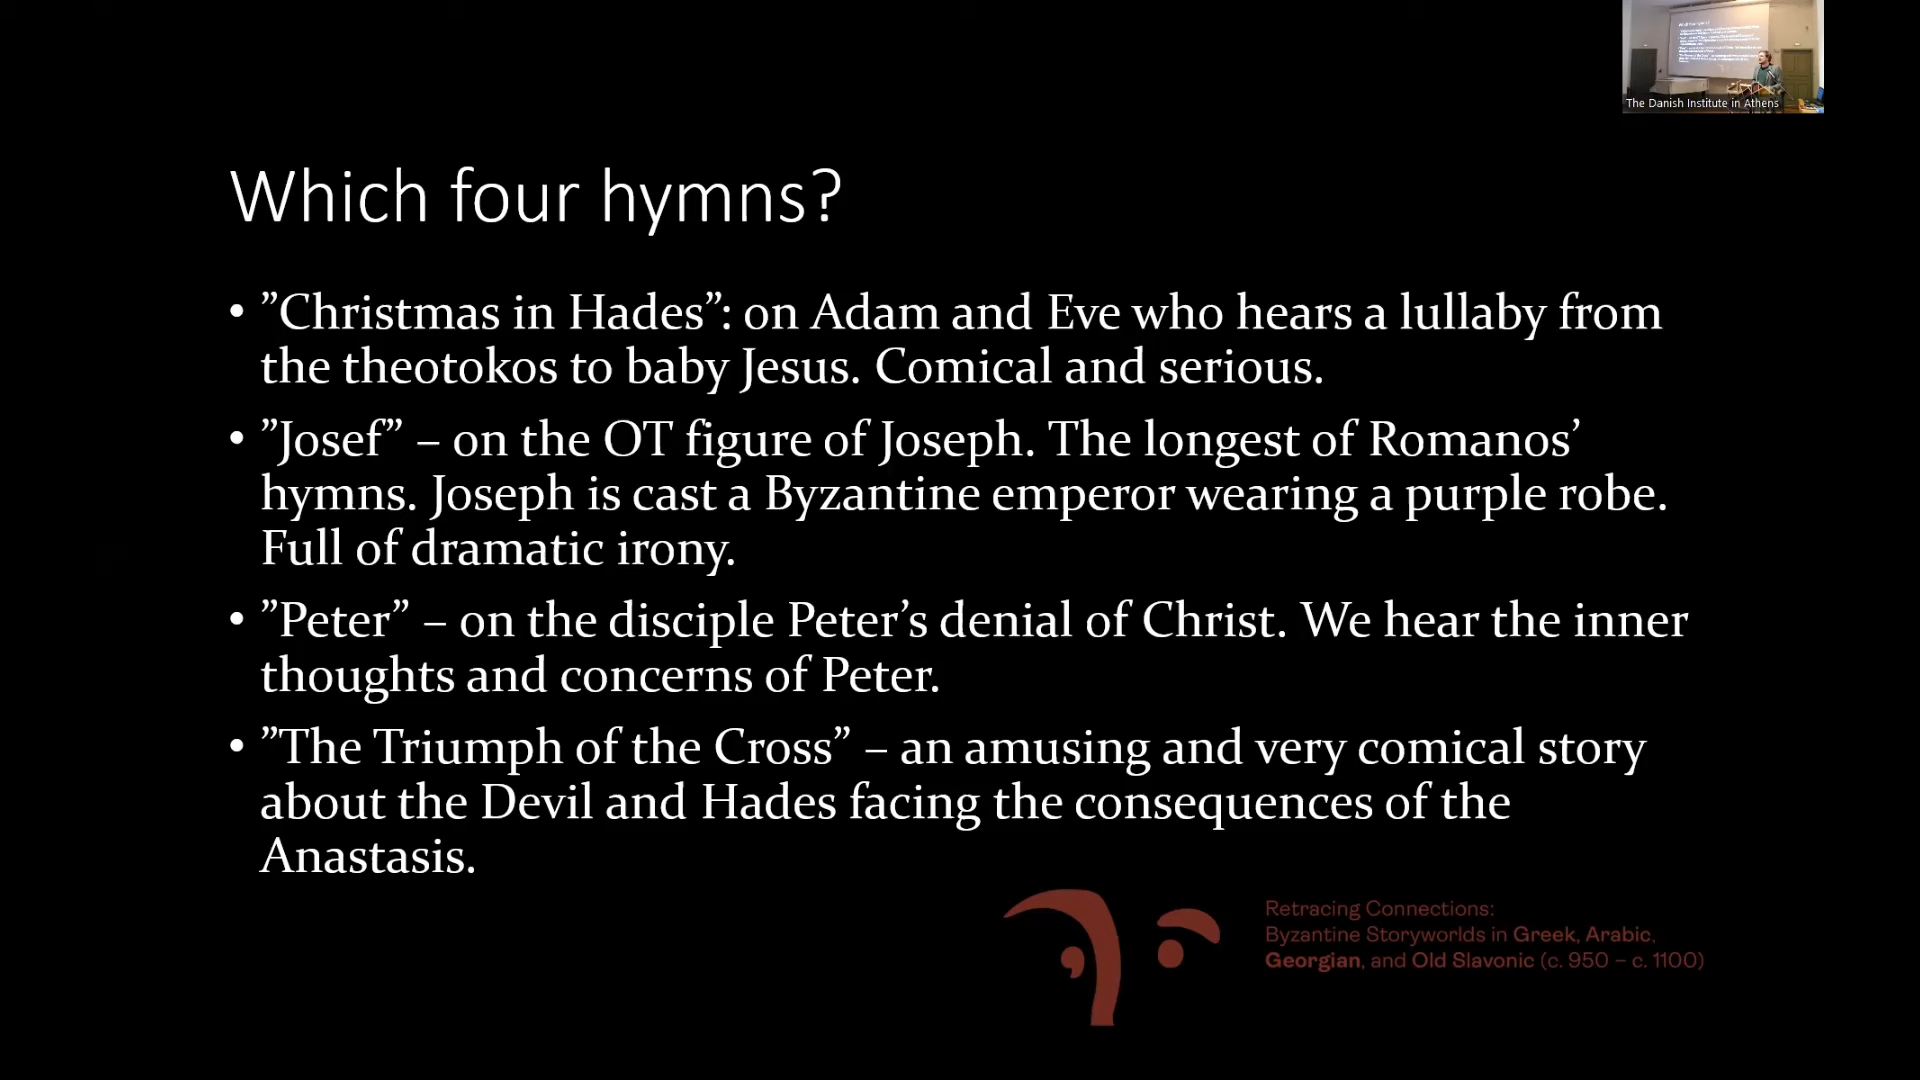 The Danish Institute in Athens
Which four hymns?
• ”Christmas in Hades”: on Adam and Eve who hears a lullaby from
the theotokos to baby Jesus. Comical and serious.
• ”Josef” – on the OT figure of Joseph. The longest of Romanos’
hymns. Joseph is cast a Byzantine emperor wearing a purple robe.
Full of dramatic irony.
• ”Peter” – on the disciple Peter’s denial of Christ. We hear the inner
thoughts and concerns of Peter.
• ”The Triumph of the Cross” – an amusing and very comical story
about the Devil and Hades facing the consequences of the
Anastasis.
Retracing Connections:
Byzantine Storyworlds in Greek, Arabic,
Georgian, and Old Slavonic (c. 950 – c. 1100)